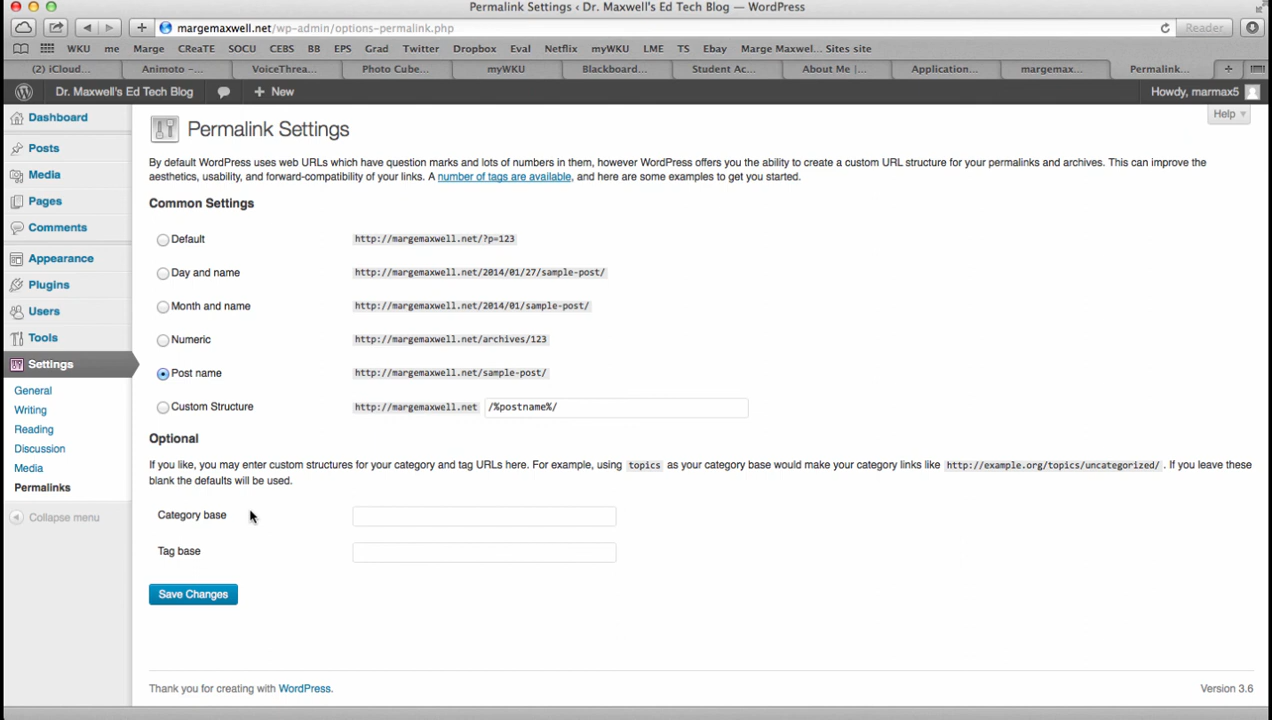 Permalink Settings ‹ Dr. Maxwell's Ed Tech Blog — WordPress
margemaxwell.net/wp-admin/options-permalink.php
Reader
WKU me Marge CReaTE SOCU CEBS BB EPS Grad Twitter Dropbox Eval Netflix myWKU LME TS Ebay Marge Maxwel... Sites site
(2) iCloud... Animoto –... VoiceThrea... Photo Cube... myWKU Blackboard... Student Ac... About Me |... Application... margemax... Permalink...
Dr. Maxwell's Ed Tech Blog + New Howdy, marmax5
Help
Dashboard
Posts
Media
Pages
Comments
Appearance
Plugins
Users
Tools
Settings
General
Writing
Reading
Discussion
Media
Permalinks
Collapse menu
Permalink Settings
By default WordPress uses web URLs which have question marks and lots of numbers in them, however WordPress offers you the ability to create a custom URL structure for your permalinks and archives. This can improve the
aesthetics, usability, and forward-compatibility of your links. A number of tags are available, and here are some examples to get you started.
Common Settings
Default http://margemaxwell.net/?p=123
Day and name http://margemaxwell.net/2014/01/27/sample-post/
Month and name http://margemaxwell.net/2014/01/sample-post/
Numeric http://margemaxwell.net/archives/123
Post name http://margemaxwell.net/sample-post/
Custom Structure http://margemaxwell.net /%postname%/
Optional
If you like, you may enter custom structures for your category and tag URLs here. For example, using topics as your category base would make your category links like http://example.org/topics/uncategorized/ . If you leave these
blank the defaults will be used.
Category base
Tag base
Save Changes
Thank you for creating with WordPress. Version 3.6